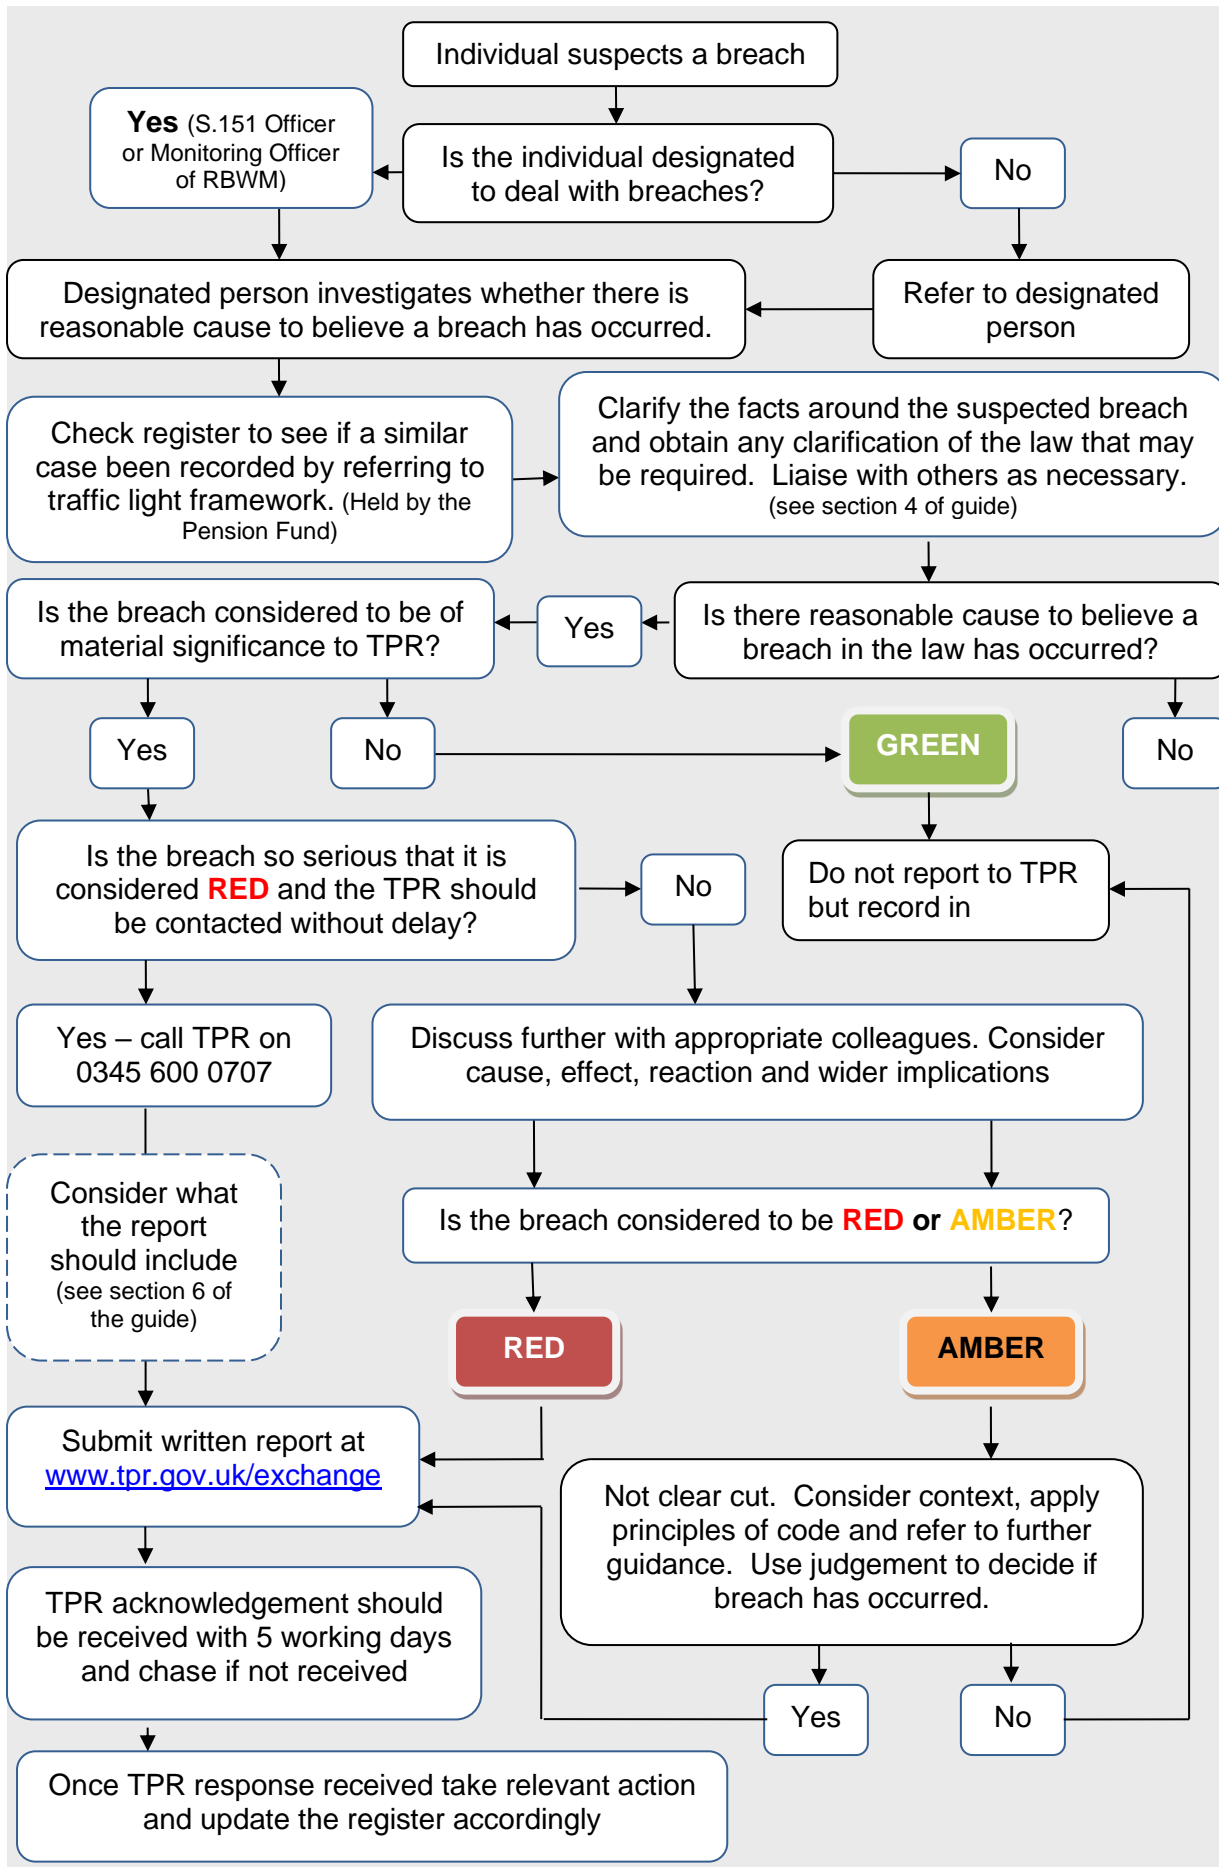 Individual suspects a breach
Yes (S.151 Officer
or Monitoring Officer
of RBWM)
Is the individual designated
to deal with breaches?
No
Designated person investigates whether there is
reasonable cause to believe a breach has occurred.
Refer to designated
person
Check register to see if a similar
case been recorded by referring to
traffic light framework. (Held by the
Pension Fund)
Clarify the facts around the suspected breach
and obtain any clarification of the law that may
be required.  Liaise with others as necessary.
(see section 4 of guide)
Is the breach considered to be of
material significance to TPR?
Yes
Is there reasonable cause to believe a
breach in the law has occurred?
Yes
No
GREEN
No
Is the breach so serious that it is
considered RED and the TPR should
be contacted without delay?
No
Do not report to TPR
but record in
Yes – call TPR on
0345 600 0707
Discuss further with appropriate colleagues. Consider
cause, effect, reaction and wider implications
Consider what
the report
should include
(see section 6 of
the guide)
Is the breach considered to be RED or AMBER?
RED
AMBER
Submit written report at
www.tpr.gov.uk/exchange
Not clear cut.  Consider context, apply
principles of code and refer to further
guidance.  Use judgement to decide if
breach has occurred.
TPR acknowledgement should
be received with 5 working days
and chase if not received
Yes
No
Once TPR response received take relevant action
and update the register accordingly